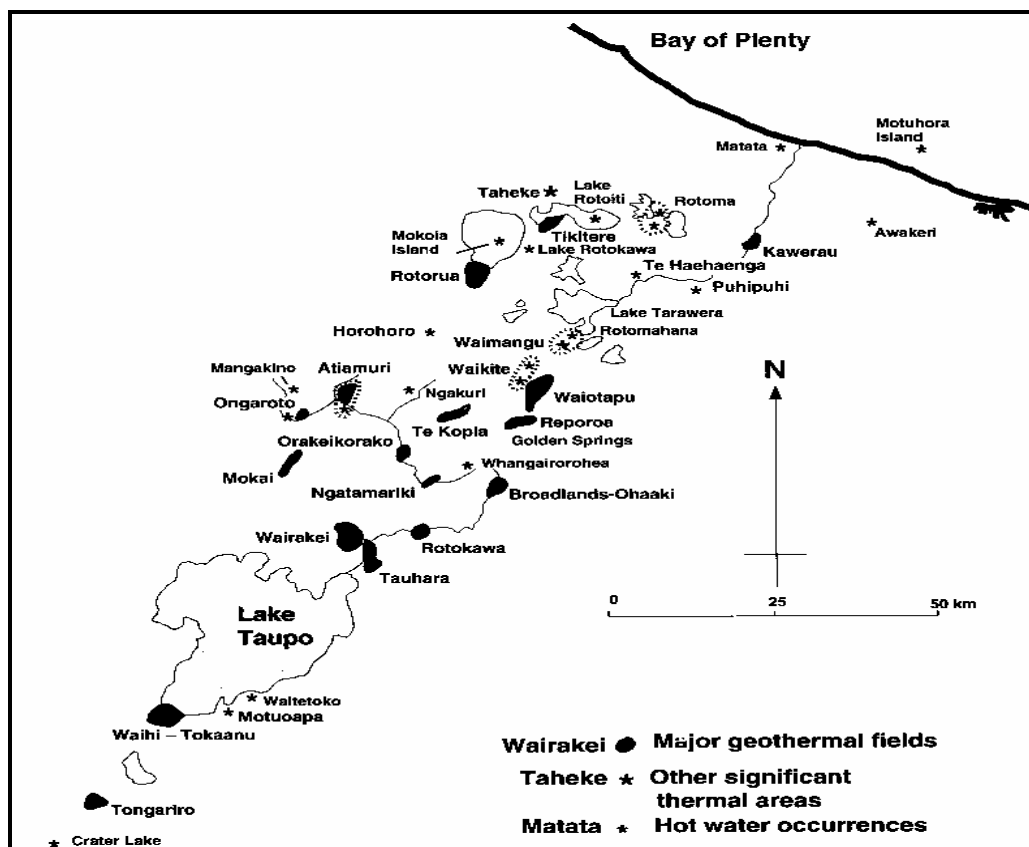 Bay of Plenty
Motuhora
Island
Matata
Lake
Rotoiti
Taheke
Rotoma
Mokoia
Island
Tikitere
Awakeri
Lake Rotokawa
Kawerau
Rotorua
Te Haehaenga
Puhipuhi
Lake Tarawera
Horohoro
Rotomahana
Waimangu
N
Mangakino
Atiamuri
Waikite
Ngakuri
Waiotapu
Ongaroto
Te Kopia
Reporoa
Golden Springs
Orakeikorako
Whangairorohea
Mokai
Ngatamariki
Broadlands-Ohaaki
Wairakei
Rotokawa
Tauhara
0 25 50 km
Lake
Taupo
Waitetoko
Motuoapa
Waihi – Tokaanu
Wairakei Major geothermal fields
Taheke Other significant
thermal areas
Tongariro
Matata Hot water occurrences
Crater Lake